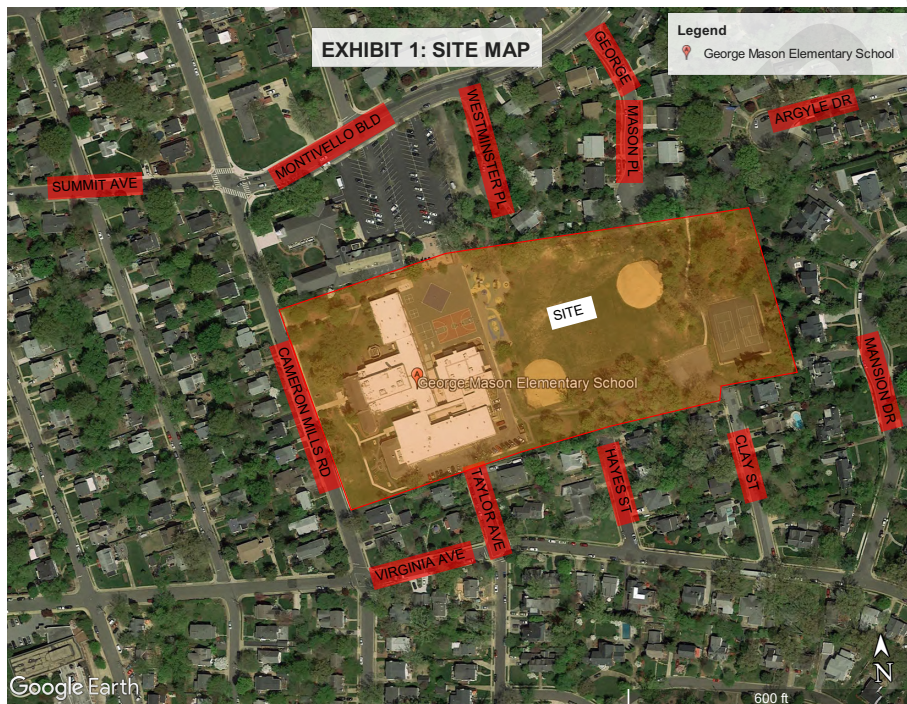 EXHIBIT 1: SITE MAP
Legend
George Mason Elementary School
GEORGE
MASON PL
ARGYLE DR
WESTMINSTER PL
MONTIVELLO BLD
SUMMIT AVE
SITE
CAMERON MILLS RD
A
George Mason Elementary School
MANSION DR
TAYLOR AVE
HAYES ST
CLAY ST
VIRGINIA AVE
N
Google Earth
600 ft